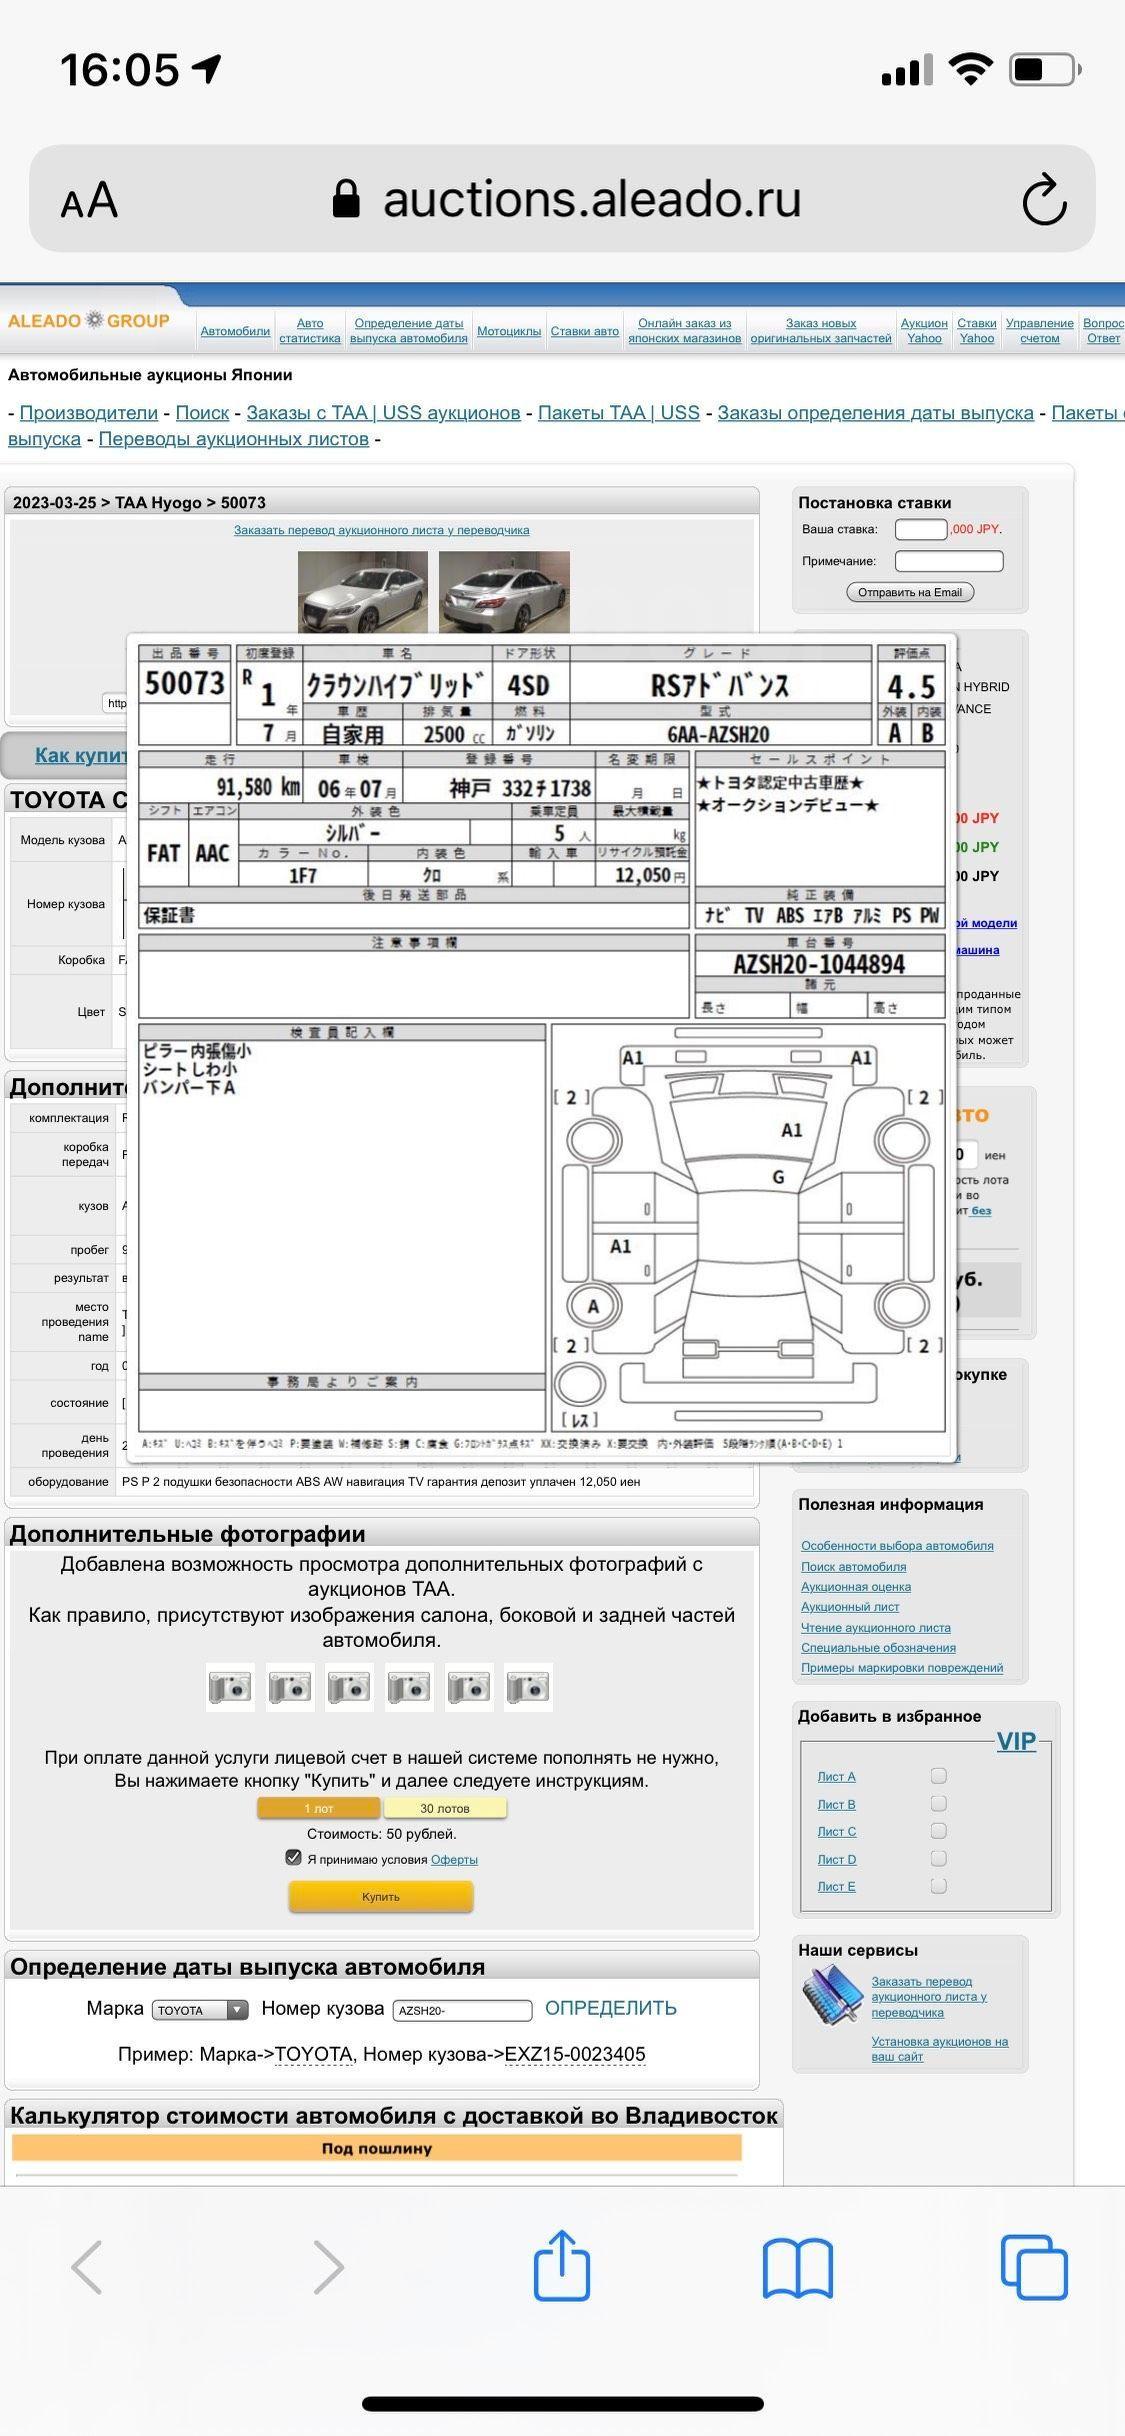 16:05
AA auctions.aleado.ru
ALEADO GROUP
Автомобили
Авто статистика
Определение даты выпуска автомобиля
Мотоциклы
Ставки авто
Онлайн заказ из японских магазинов
Заказ новых оригинальных запчастей
Аукцион Yahoo
Ставки Yahoo
Управление счетом
Вопрос Ответ
Автомобильные аукционы Японии
- Производители - Поиск - Заказы с TAA | USS аукционов - Пакеты TAA | USS - Заказы определения даты выпуска - Пакеты
выпуска - Переводы аукционных листов -
2023-03-25 > TAA Hyogo > 50073
Заказать перевод аукционного листа у переводчика
http
Как купит
TOYOTA C
Модель кузова A
Номер кузова
Коробка F
Цвет S
Дополните
комплектация F
коробка передач F
кузов A
пробег 9
результат в
место проведения name T
]
год 0
состояние [
день проведения 2
оборудование PS P 2 подушки безопасности ABS AW навигация TV гарантия депозит уплачен 12,050 иен
出品番号 初度登録 車名 ドア形状 グレード 評価点
50073 R 1 年 クラウンハイブリッド 4SD RSアドバンス 4.5
車歴 排気量 燃料 型式 外装 内装
7 月 自家用 2500 cc ガソリン 6AA-AZSH20 A B
走行 車検 登録番号 名変期限 セールスポイント
91,580 km 06年07月 神戸 332チ1738 月 日
★トヨタ認定中古車歴★
★オークションデビュー★
シフト エアコン 外装色 乗車定員 最大積載量
FAT AAC シルバー 5 人 kg
カラーNo. 内装色 輸入車 リサイクル預託金
1F7 クロ 系 12,050円
後日発送部品 純正装備
保証書 ナビ TV ABS エアB アルミ PS PW
注意事項欄 車台番号
AZSH20-1044894
諸元
長さ 幅 高さ
検査員記入欄
ピラー内張傷小
シートしわ小
バンパー下A
A1 A1
[ 2 ] [ 2 ]
A1
G
A1
A
[ 2 ] [ 2 ]
[ レス ]
事務局よりご案内
A:キズ U:ヘコミ B:キズを伴うヘコミ P:要塗装 W:補修跡 S:錆 C:腐食 G:フロントガラス点キズ XX:交換済み X:要交換 内・外装評価 5段階ランク順(A・B・C・D・E) 1
Постановка ставки
Ваша ставка: ,000 JPY.
Примечание:
Отправить на Email
A
N HYBRID
VANCE
00 JPY
00 JPY
00 JPY
ой модели
машина
проданные
им типом
одом
ых может
биль.
вто
0 иен
ость лота
и во
ит без
уб.
)
окупке
Полезная информация
Особенности выбора автомобиля
Поиск автомобиля
Аукционная оценка
Аукционный лист
Чтение аукционного листа
Специальные обозначения
Примеры маркировки повреждений
Добавить в избранное
VIP
Лист A
Лист B
Лист C
Лист D
Лист E
Наши сервисы
Заказать перевод
аукционного листа у
переводчика
Установка аукционов на
ваш сайт
Дополнительные фотографии
Добавлена возможность просмотра дополнительных фотографий с
аукционов ТАА.
Как правило, присутствуют изображения салона, боковой и задней частей
автомобиля.
При оплате данной услуги лицевой счет в нашей системе пополнять не нужно,
Вы нажимаете кнопку "Купить" и далее следуете инструкциям.
1 лот 30 лотов
Стоимость: 50 рублей.
Я принимаю условия Оферты
Купить
Определение даты выпуска автомобиля
Марка TOYOTA Номер кузова AZSH20- ОПРЕДЕЛИТЬ
Пример: Марка->TOYOTA, Номер кузова->EXZ15-0023405
Калькулятор стоимости автомобиля с доставкой во Владивосток
Под пошлину